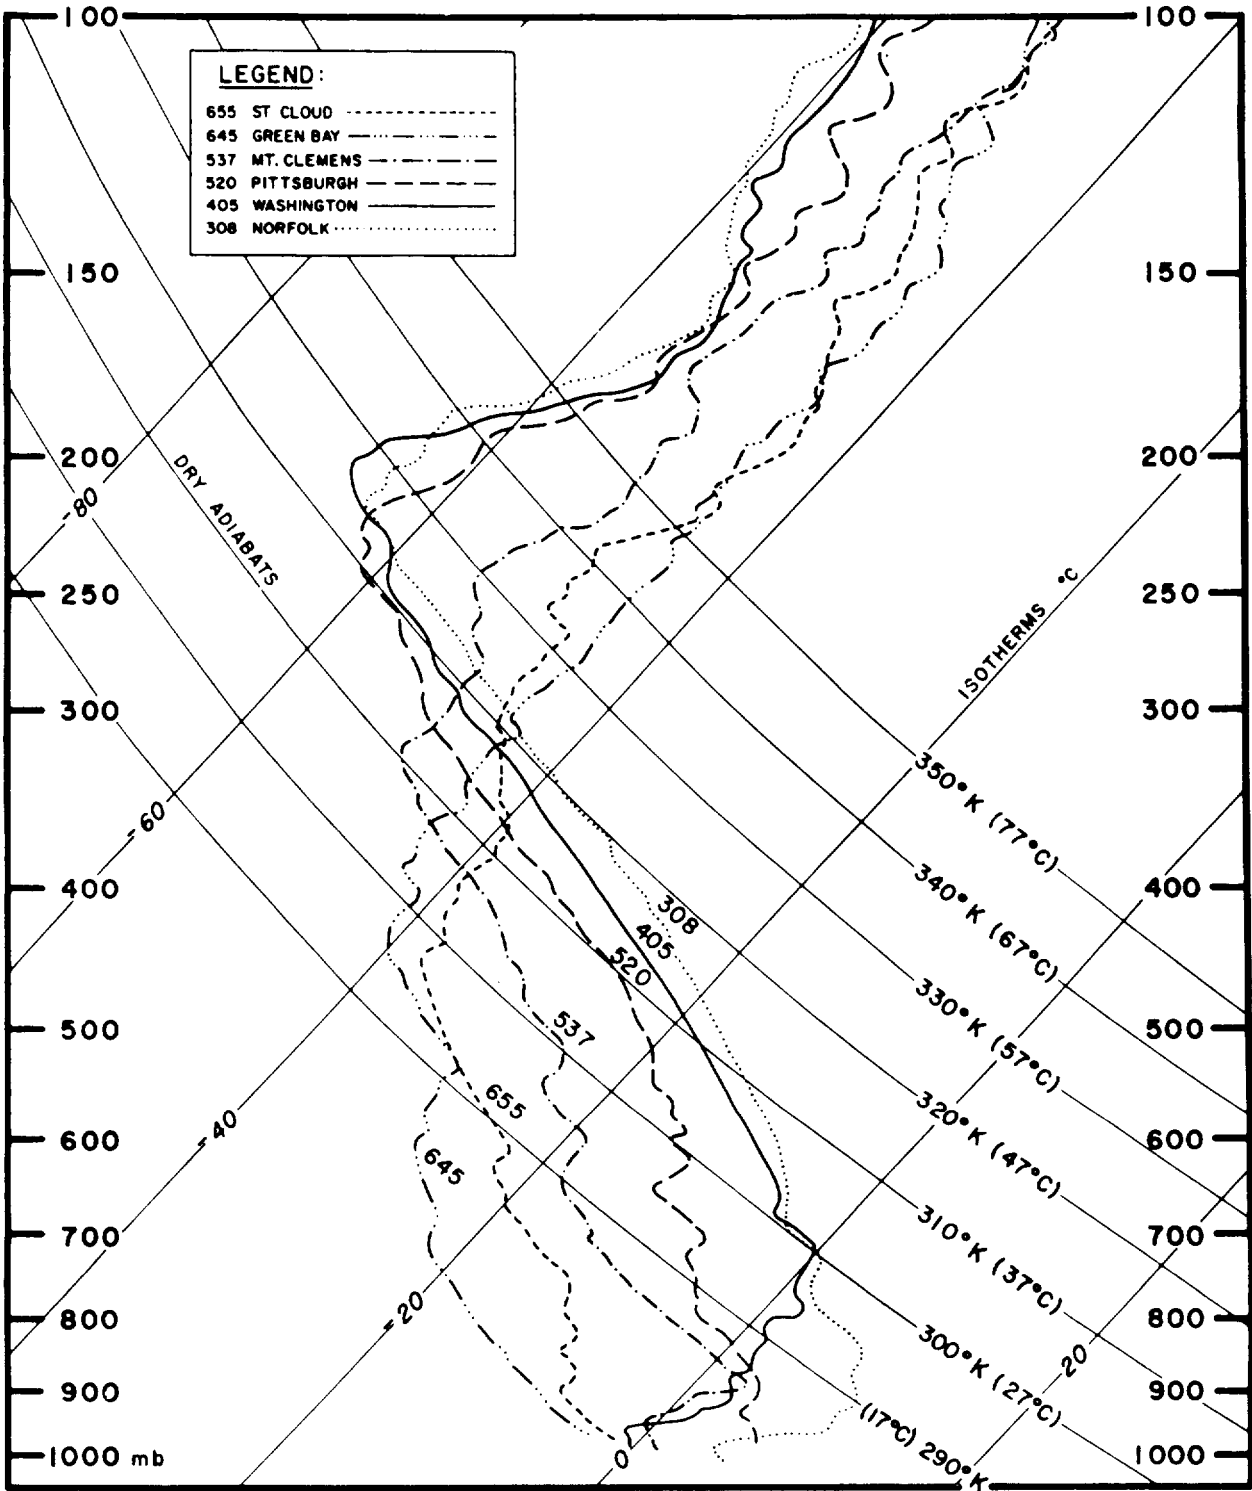 100 100
LEGEND:
655 ST CLOUD
645 GREEN BAY
537 MT. CLEMENS
520 PITTSBURGH
405 WASHINGTON
308 NORFOLK
150 150
200 200
-80
DRY ADIABATS
250 250
ISOTHERMS °C
300 300
-60
350°K (77°C)
400 400
308
405
520
340°K (67°C)
500 500
537
330°K (57°C)
655
-40
600 600
645
320°K (47°C)
700 700
310°K (37°C)
-20
800 800
300°K (27°C)
20
900 900
(17°C) 290°K
1000 mb 1000
0